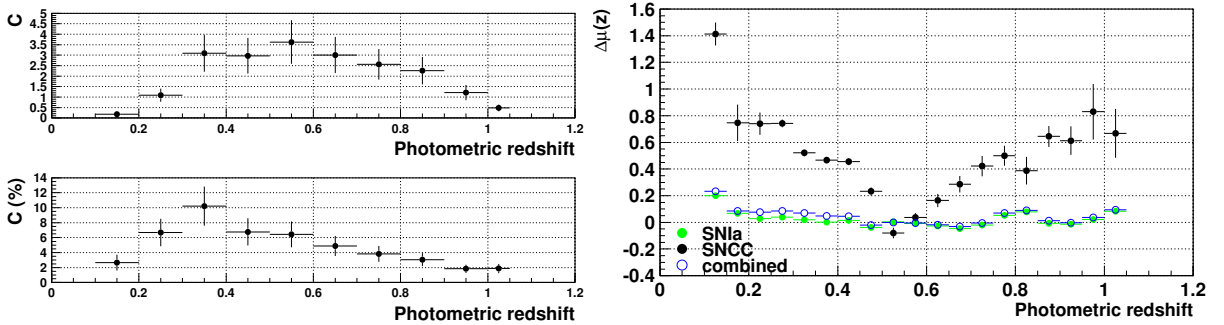 C
5
4.5
4
3.5
3
2.5
2
1.5
1
0.5
0
0 0.2 0.4 0.6 0.8 1 1.2
Photometric redshift
C (%)
14
12
10
8
6
4
2
0
0 0.2 0.4 0.6 0.8 1 1.2
Photometric redshift
Δμ(z)
1.6
1.4
1.2
1
0.8
0.6
0.4
0.2
0
-0.2
-0.4
SNIa
SNCC
combined
0 0.2 0.4 0.6 0.8 1 1.2
Photometric redshift